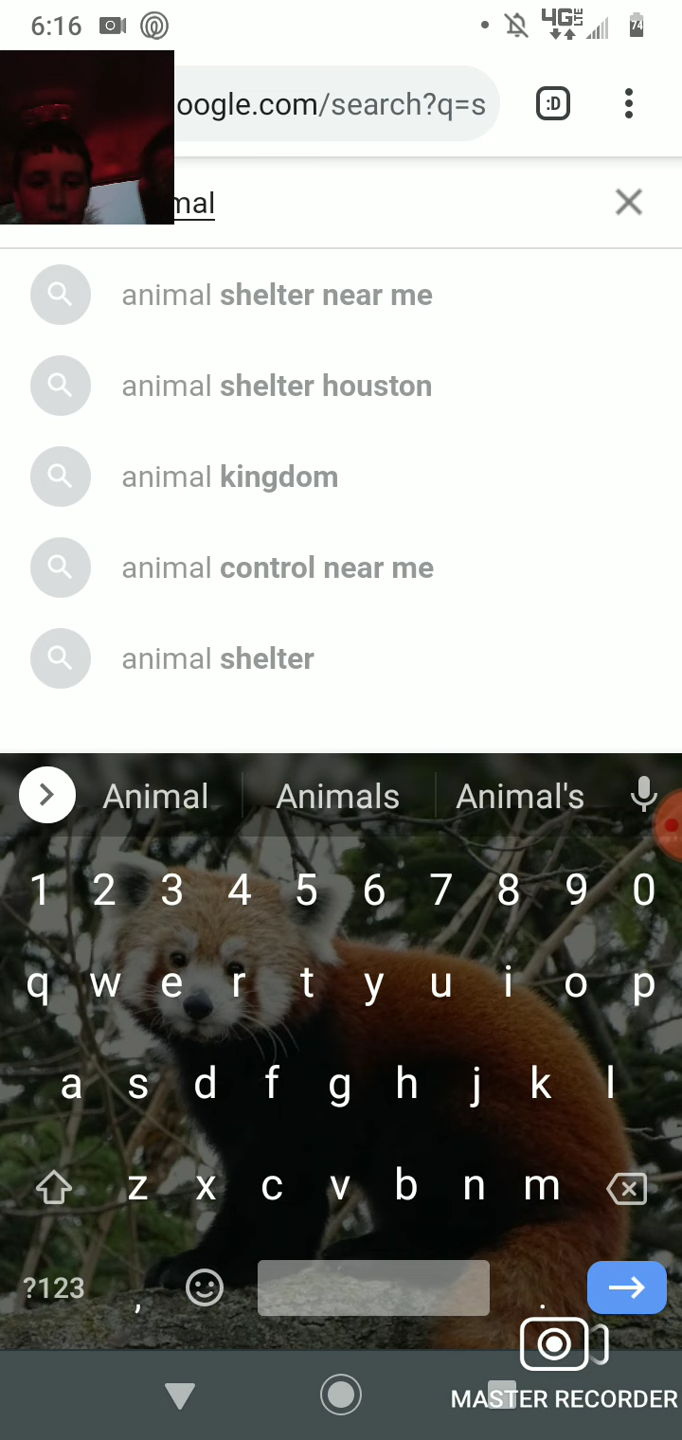 6:16 4G LTE 74
oogle.com/search?q=s :D
mal
animal shelter near me
animal shelter houston
animal kingdom
animal control near me
animal shelter
Animal Animals Animal's
1 2 3 4 5 6 7 8 9 0
q w e r t y u i o p
a s d f g h j k l
z x c v b n m
?123 , .
MASTER RECORDER